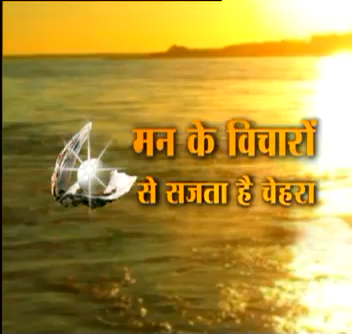 मन के विचारों
से सजता है चेहरा